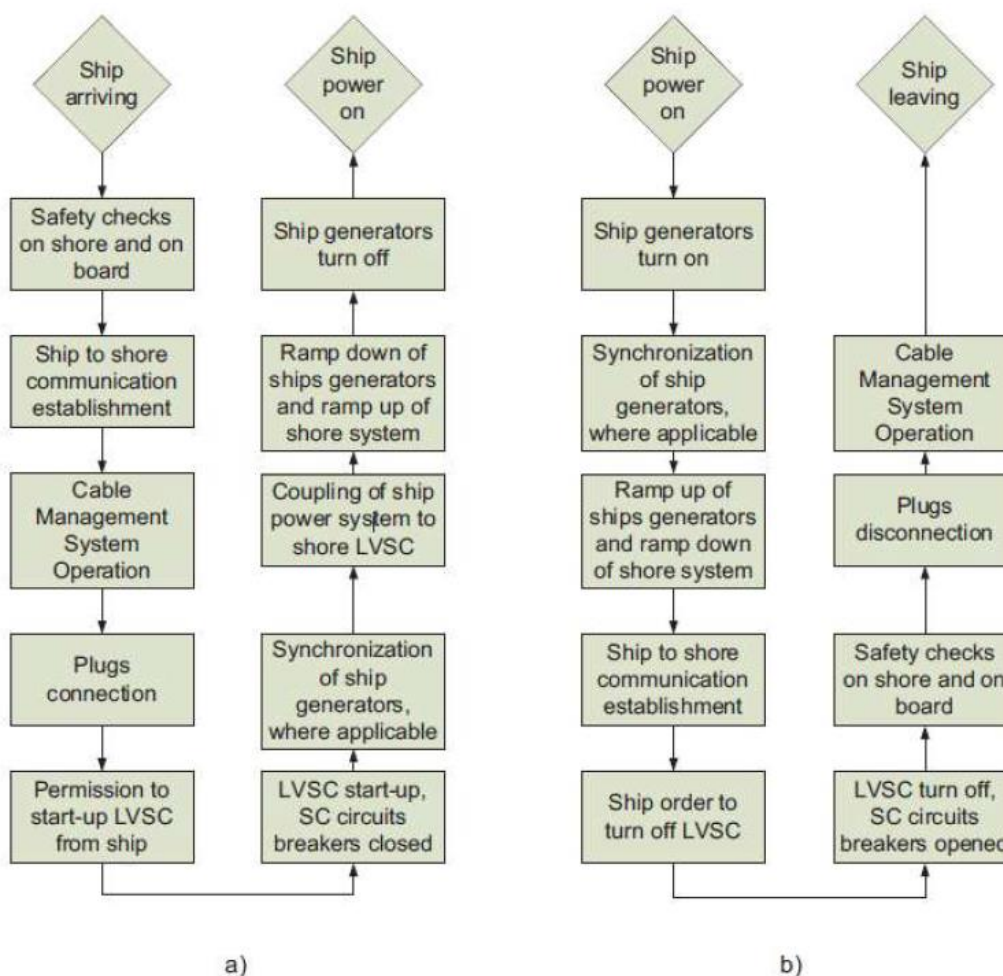 Ship
arriving
Safety checks
on shore and on
board
Ship to shore
communication
establishment
Cable
Management
System
Operation
Plugs
connection
Permission to
start-up LVSC
from ship
LVSC start-up,
SC circuits
breakers closed
Synchronization
of ship
generators,
where applicable
Coupling of ship
power system to
shore LVSC
Ramp down of
ships generators
and ramp up of
shore system
Ship generators
turn off
Ship
power
on
a)
Ship
power
on
Ship generators
turn on
Synchronization
of ship
generators,
where applicable
Ramp up of
ships generators
and ramp down
of shore system
Ship to shore
communication
establishment
Ship order to
turn off LVSC
LVSC turn off,
SC circuits
breakers opened
Safety checks
on shore and on
board
Plugs
disconnection
Cable
Management
System
Operation
Ship
leaving
b)